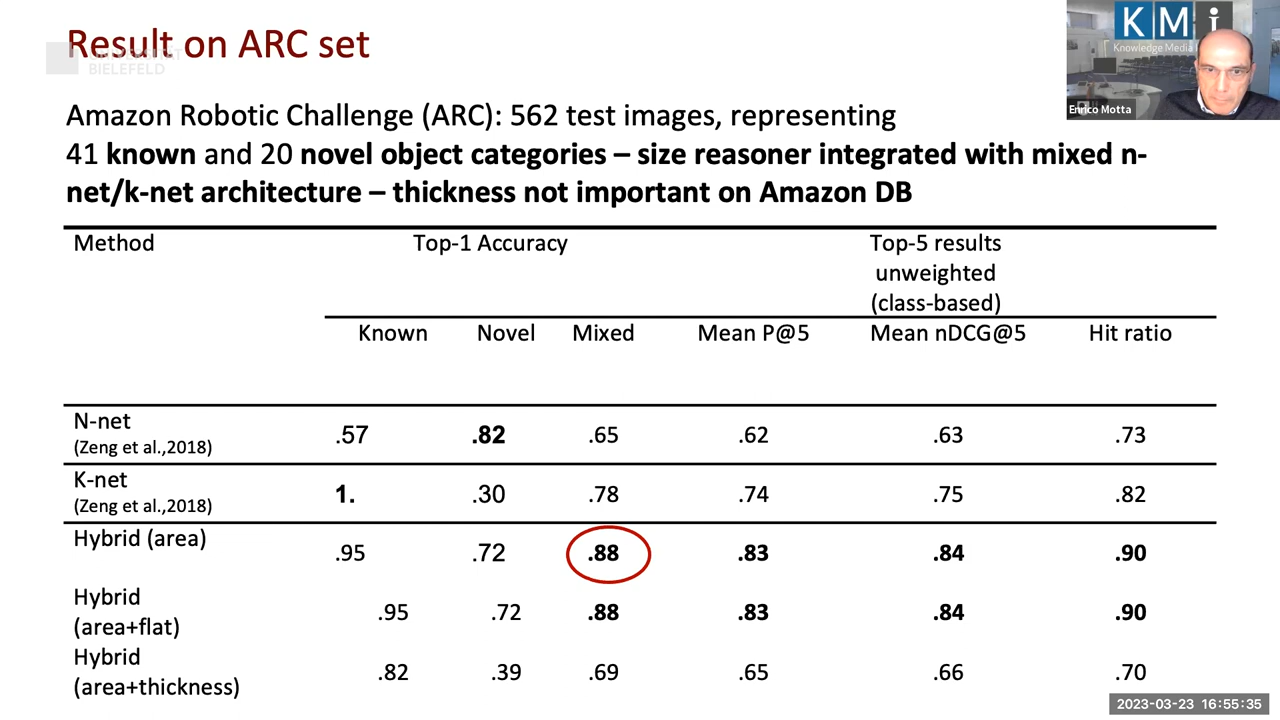 Result on ARC set
UNIVERSITÄT
BIELEFELD
KMi
Knowledge Media
Enrico Motta
Amazon Robotic Challenge (ARC): 562 test images, representing
41 known and 20 novel object categories – size reasoner integrated with mixed n-
net/k-net architecture – thickness not important on Amazon DB
Method Top-1 Accuracy Top-5 results
unweighted
(class-based)
Known Novel Mixed Mean P@5 Mean nDCG@5 Hit ratio
N-net
(Zeng et al.,2018) .57 .82 .65 .62 .63 .73
K-net
(Zeng et al.,2018) 1. .30 .78 .74 .75 .82
Hybrid (area) .95 .72 .88 .83 .84 .90
Hybrid
(area+flat) .95 .72 .88 .83 .84 .90
Hybrid
(area+thickness) .82 .39 .69 .65 .66 .70
2023-03-23 16:55:35